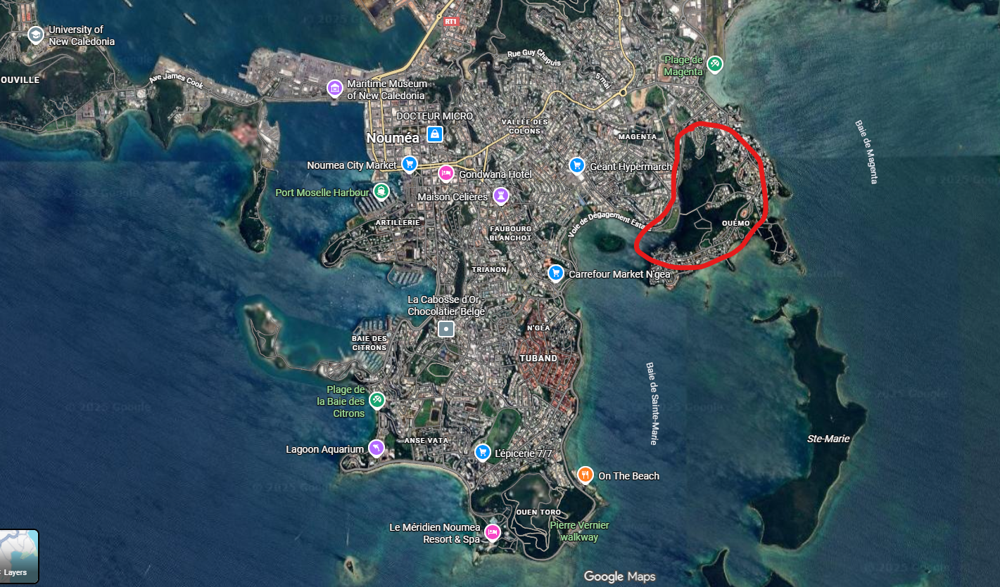 RT1
University of
New Caledonia
OUVILLE
Ave James Cook
Maritime Museum
of New Caledonia
Rue Guy Chapuis
5 mai
Plage de
Magenta
DOCTEUR MICRO
Nouméa
VALLÉE DES
COLONS
MAGENTA
Baie de Magenta
Noumea City Market
Gondwana Hotel
Géant Hypermarch
Port Moselle Harbour
Maison Célières
ARTILLERIE
FAUBOURG
BLANCHOT
Voie de Dégagement Est
OUÉMO
TRIANON
Carrefour Market N'gea
La Cabosse d'Or -
Chocolatier Belge
N'GÉA
BAIE DES
CITRONS
TUBAND
Baie de Sainte-Marie
Plage de
la Baie des
Citrons
© 2025 Google
ANSE VATA
Lagoon Aquarium
L'épicerie 7/7
Ste-Marie
On The Beach
OUEN TORO
Le Méridien Noumea
Resort & Spa
Pierre Vernier
walkway
Layers
Google Maps